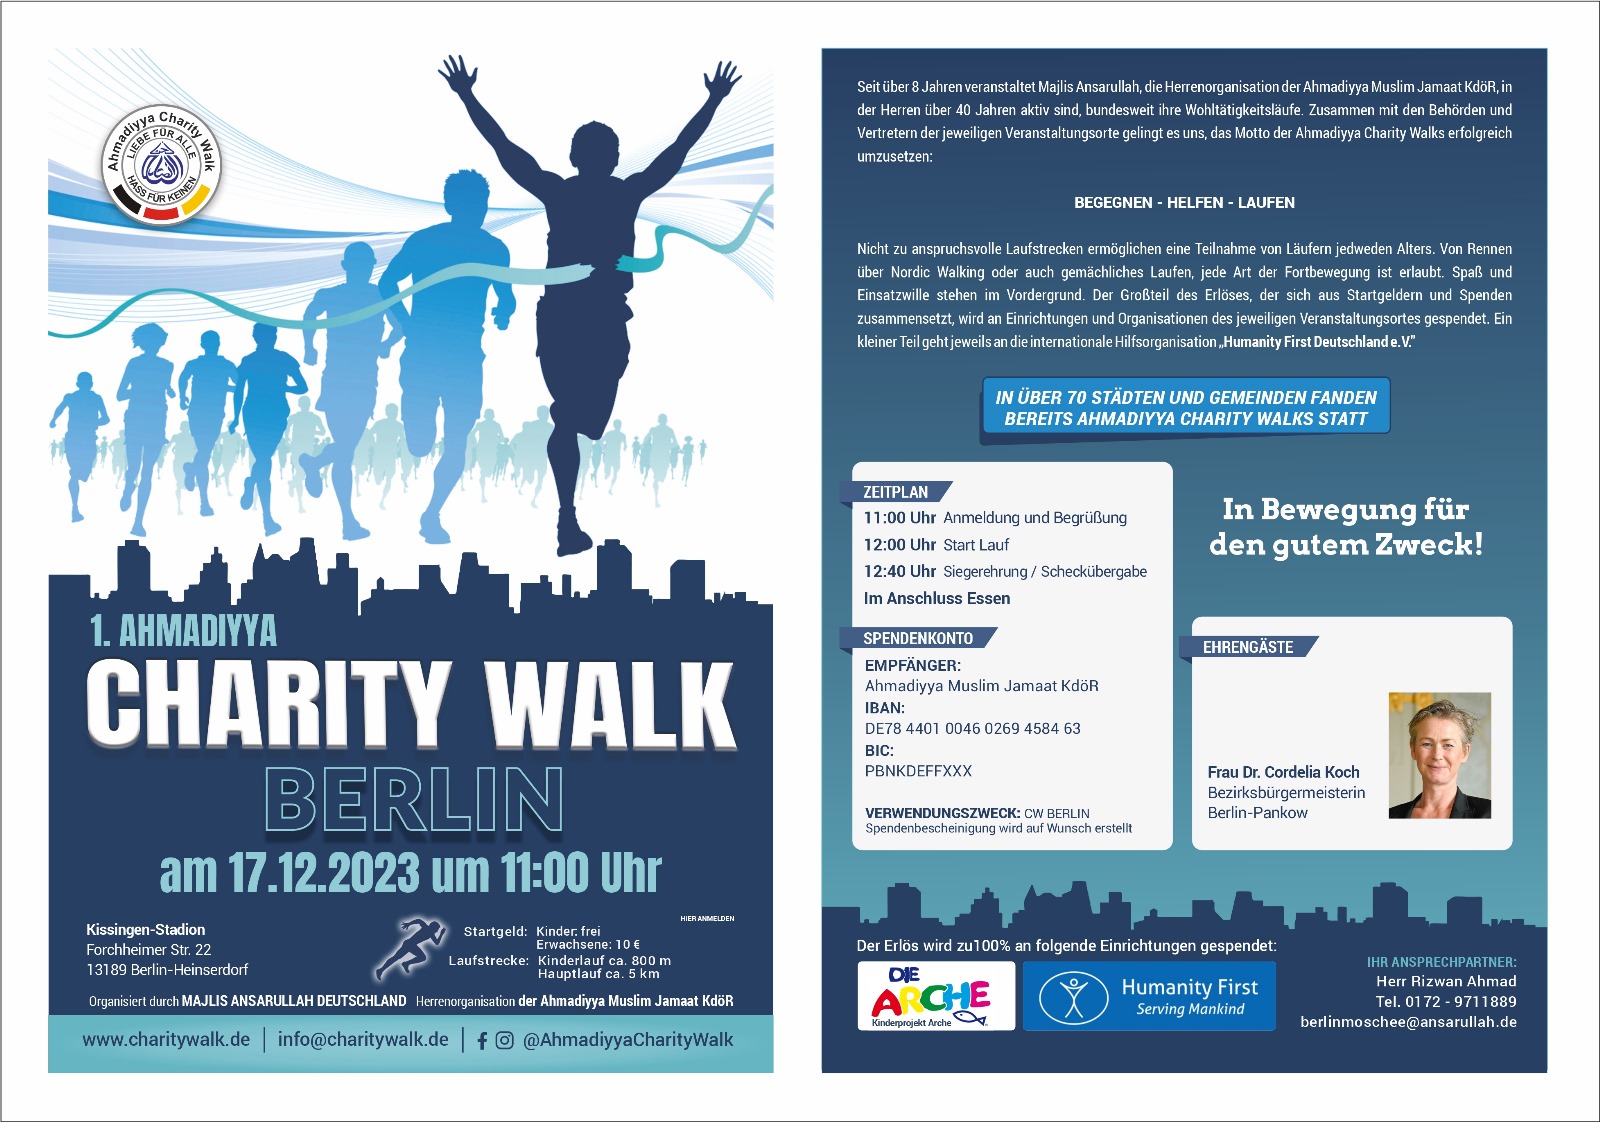 Ahmadiyya Charity Walk
LIEBE FÜR ALLE
HASS FÜR KEINEN
1. AHMADIYYA
CHARITY WALK
BERLIN
am 17.12.2023 um 11:00 Uhr
Kissingen-Stadion
Forchheimer Str. 22
13189 Berlin-Heinserdorf
HIER ANMELDEN
Startgeld: Kinder: frei
Erwachsene: 10 €
Laufstrecke: Kinderlauf ca. 800 m
Hauptlauf ca. 5 km
Organisiert durch MAJLIS ANSARULLAH DEUTSCHLAND Herrenorganisation der Ahmadiyya Muslim Jamaat KdöR
www.charitywalk.de | info@charitywalk.de | @AhmadiyyaCharityWalk
Seit über 8 Jahren veranstaltet Majlis Ansarullah, die Herrenorganisation der Ahmadiyya Muslim Jamaat KdöR, in
der Herren über 40 Jahren aktiv sind, bundesweit ihre Wohltätigkeitsläufe. Zusammen mit den Behörden und
Vertretern der jeweiligen Veranstaltungsorte gelingt es uns, das Motto der Ahmadiyya Charity Walks erfolgreich
umzusetzen:
BEGEGNEN - HELFEN - LAUFEN
Nicht zu anspruchsvolle Laufstrecken ermöglichen eine Teilnahme von Läufern jedweden Alters. Von Rennen
über Nordic Walking oder auch gemächliches Laufen, jede Art der Fortbewegung ist erlaubt. Spaß und
Einsatzwille stehen im Vordergrund. Der Großteil des Erlöses, der sich aus Startgeldern und Spenden
zusammensetzt, wird an Einrichtungen und Organisationen des jeweiligen Veranstaltungsortes gespendet. Ein
kleiner Teil geht jeweils an die internationale Hilfsorganisation „Humanity First Deutschland e.V."
IN ÜBER 70 STÄDTEN UND GEMEINDEN FANDEN
BEREITS AHMADIYYA CHARITY WALKS STATT
ZEITPLAN
11:00 Uhr Anmeldung und Begrüßung
12:00 Uhr Start Lauf
12:40 Uhr Siegerehrung / Scheckübergabe
Im Anschluss Essen
SPENDENKONTO
EMPFÄNGER:
Ahmadiyya Muslim Jamaat KdöR
IBAN:
DE78 4401 0046 0269 4584 63
BIC:
PBNKDEFFXXX
VERWENDUNGSZWECK: CW BERLIN
Spendenbescheinigung wird auf Wunsch erstellt
In Bewegung für
den gutem Zweck!
EHRENGÄSTE
Frau Dr. Cordelia Koch
Bezirksbürgermeisterin
Berlin-Pankow
Der Erlös wird zu100% an folgende Einrichtungen gespendet:
DIE
ARCHE
Kinderprojekt Arche
Humanity First
Serving Mankind
IHR ANSPRECHPARTNER:
Herr Rizwan Ahmad
Tel. 0172 - 9711889
berlinmoschee@ansarullah.de